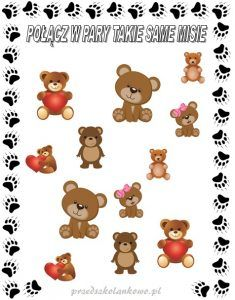 POŁĄCZ W PARY TAKIE SAME MISIE
przedszkolankowo.pl